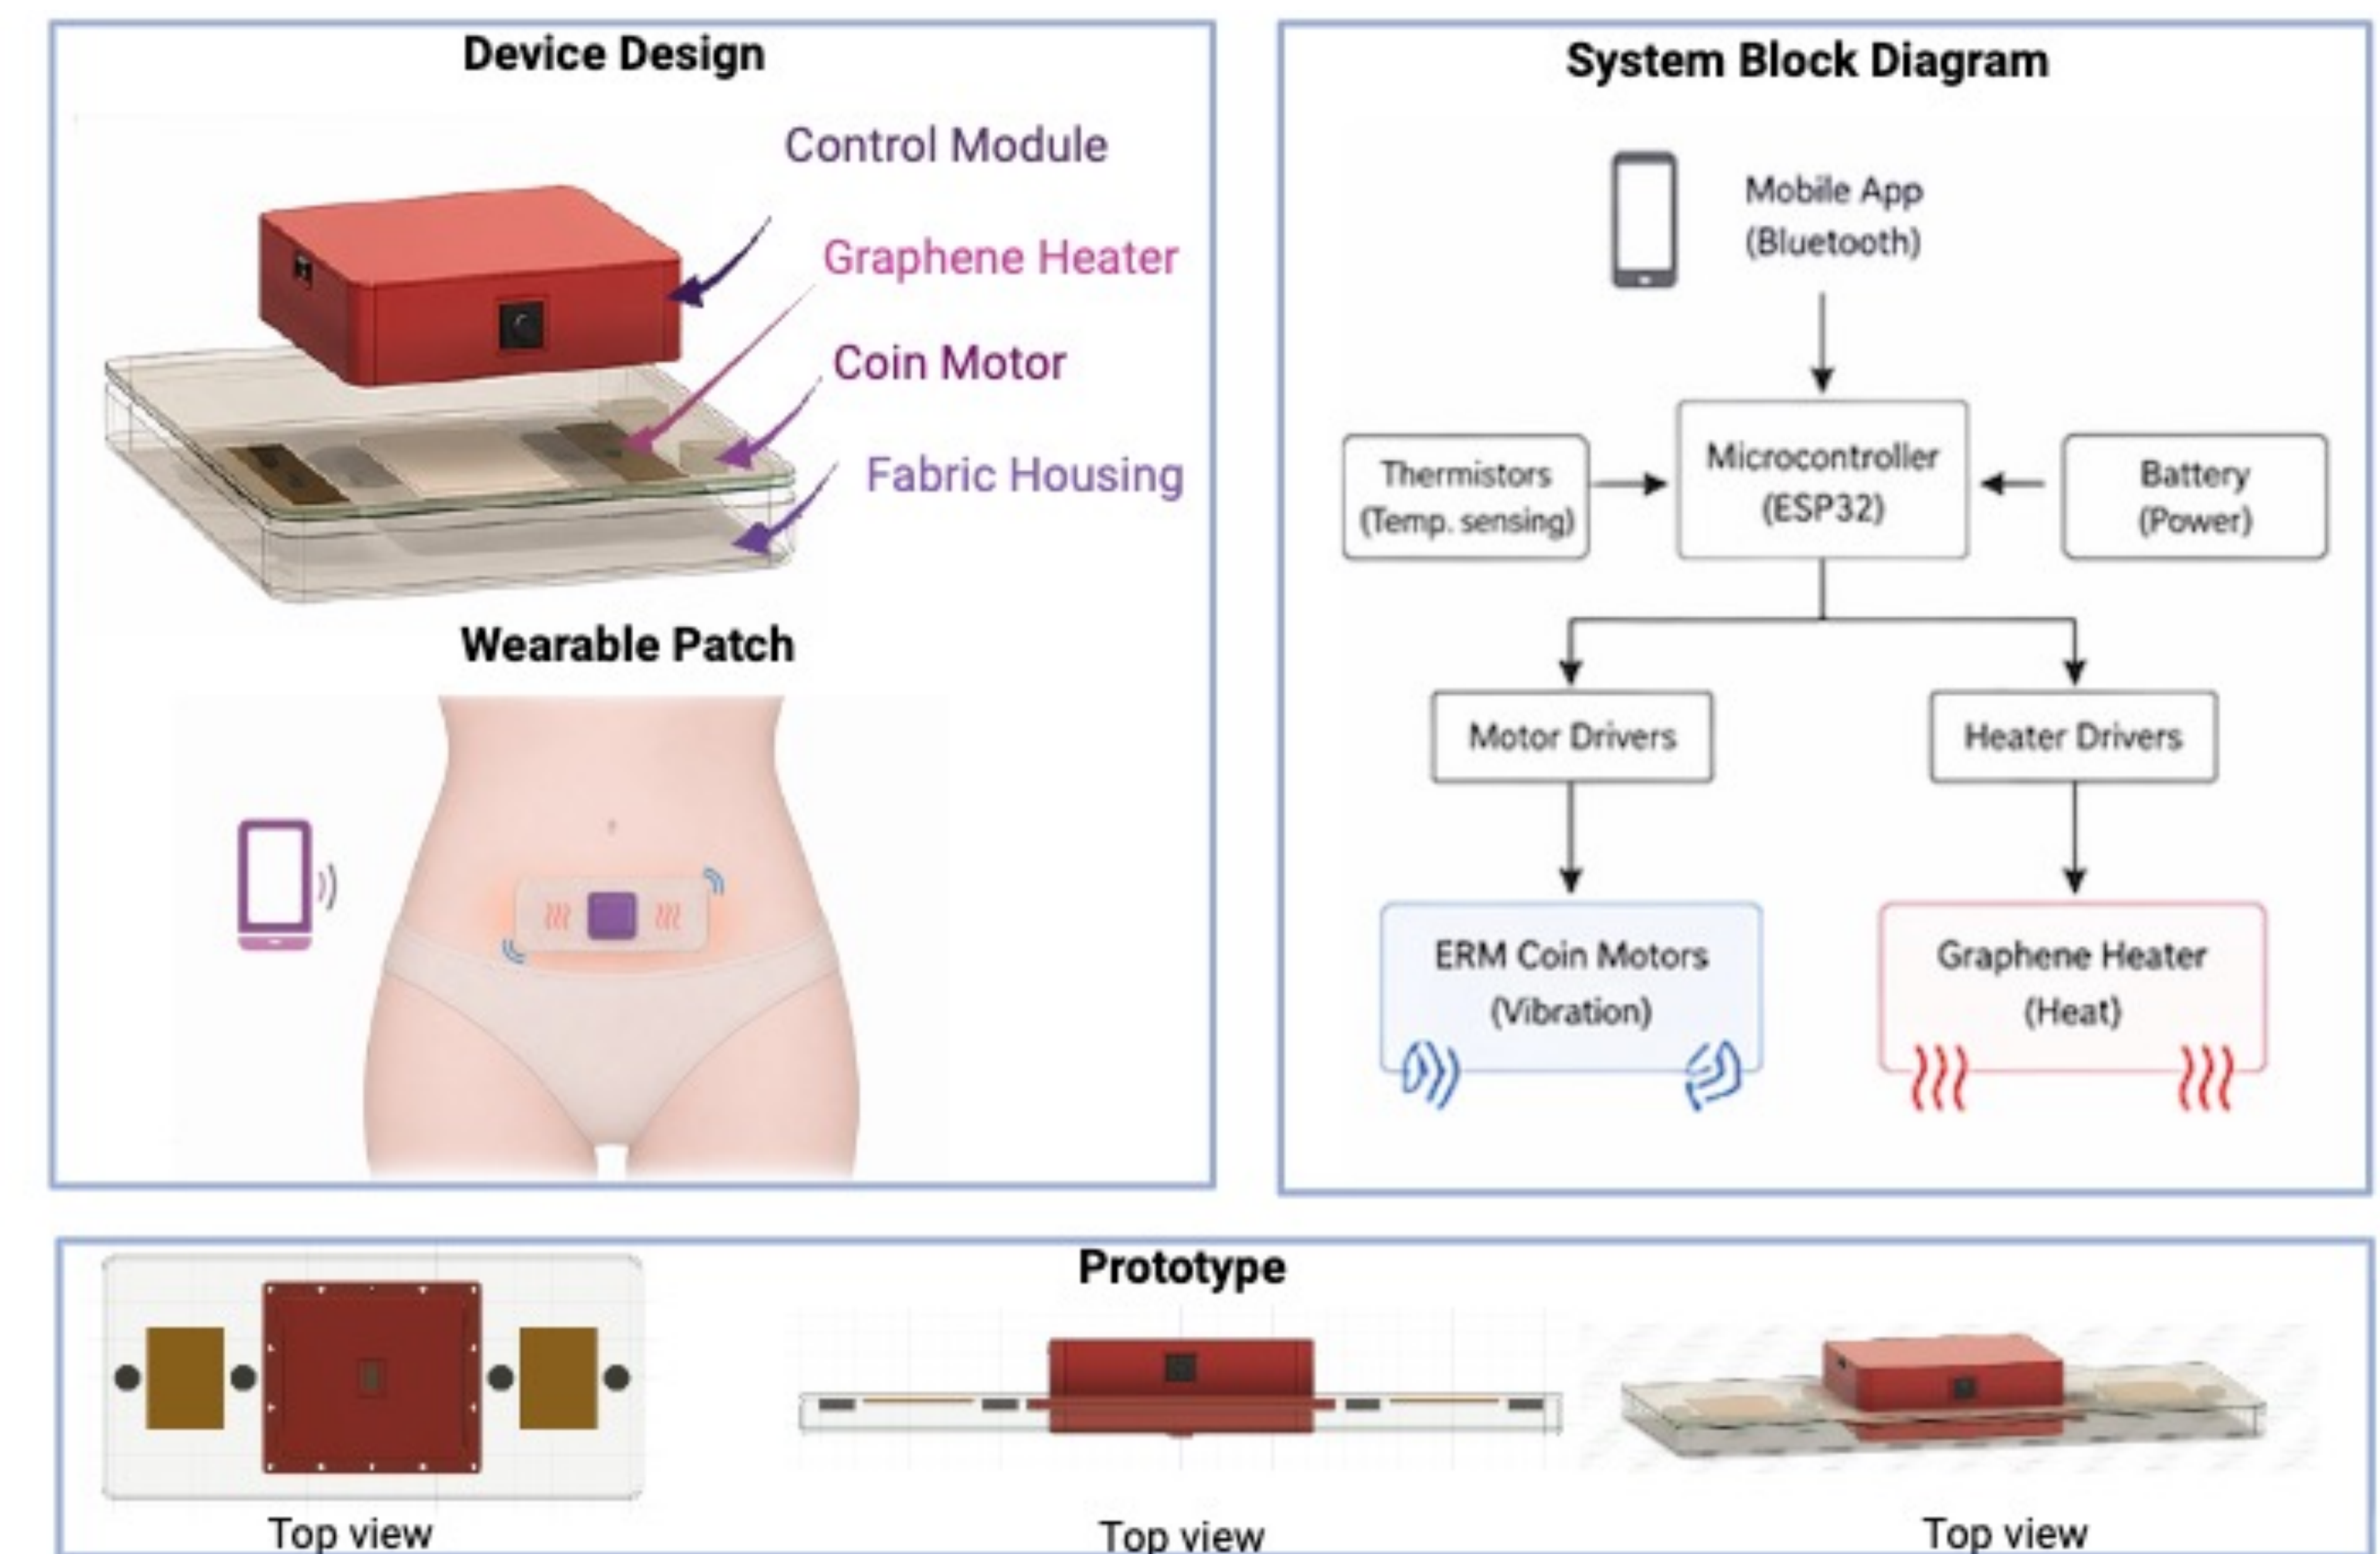 Device Design
Control Module
Graphene Heater
Coin Motor
Fabric Housing
Wearable Patch
System Block Diagram
Mobile App
(Bluetooth)
Thermistors
(Temp. sensing)
Microcontroller
(ESP32)
Battery
(Power)
Motor Drivers
Heater Drivers
ERM Coin Motors
(Vibration)
Graphene Heater
(Heat)
Prototype
Top view
Top view
Top view